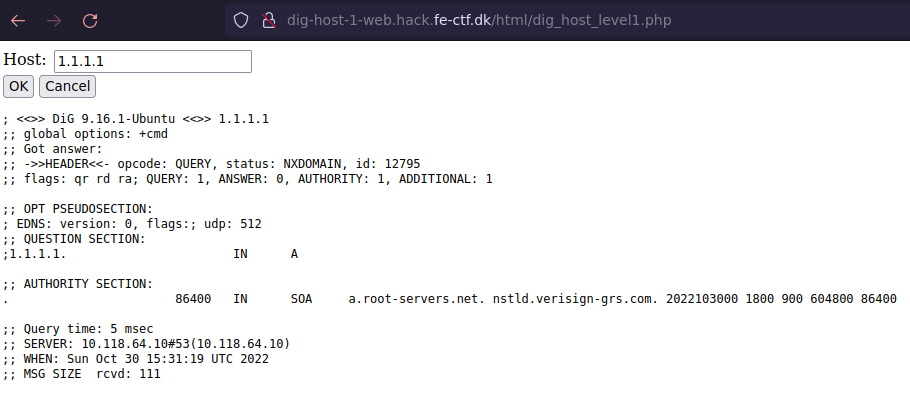 dig-host-1-web.hack.fe-ctf.dk/html/dig_host_level1.php
Host: 1.1.1.1
OK Cancel
; <<>> DiG 9.16.1-Ubuntu <<>> 1.1.1.1
;; global options: +cmd
;; Got answer:
;; ->>HEADER<<- opcode: QUERY, status: NXDOMAIN, id: 12795
;; flags: qr rd ra; QUERY: 1, ANSWER: 0, AUTHORITY: 1, ADDITIONAL: 1
;; OPT PSEUDOSECTION:
; EDNS: version: 0, flags:; udp: 512
;; QUESTION SECTION:
;1.1.1.1. IN A
;; AUTHORITY SECTION:
. 86400 IN SOA a.root-servers.net. nstld.verisign-grs.com. 2022103000 1800 900 604800 86400
;; Query time: 5 msec
;; SERVER: 10.118.64.10#53(10.118.64.10)
;; WHEN: Sun Oct 30 15:31:19 UTC 2022
;; MSG SIZE rcvd: 111